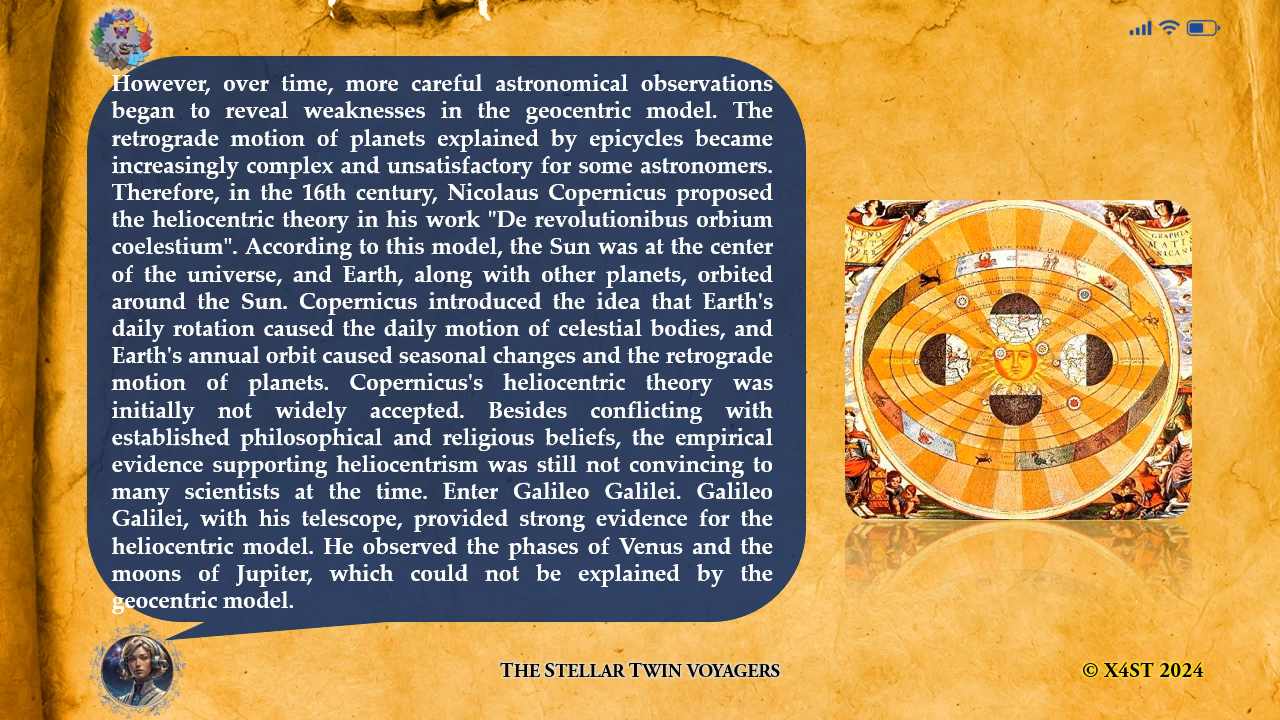 X4ST
However, over time, more careful astronomical observations
began to reveal weaknesses in the geocentric model. The
retrograde motion of planets explained by epicycles became
increasingly complex and unsatisfactory for some astronomers.
Therefore, in the 16th century, Nicolaus Copernicus proposed
the heliocentric theory in his work "De revolutionibus orbium
coelestium". According to this model, the Sun was at the center
of the universe, and Earth, along with other planets, orbited
around the Sun. Copernicus introduced the idea that Earth's
daily rotation caused the daily motion of celestial bodies, and
Earth's annual orbit caused seasonal changes and the retrograde
motion of planets. Copernicus's heliocentric theory was
initially not widely accepted. Besides conflicting with
established philosophical and religious beliefs, the empirical
evidence supporting heliocentrism was still not convincing to
many scientists at the time. Enter Galileo Galilei. Galileo
Galilei, with his telescope, provided strong evidence for the
heliocentric model. He observed the phases of Venus and the
moons of Jupiter, which could not be explained by the
geocentric model.
GRAPHIA
THE STELLAR TWIN VOYAGERS
© X4ST 2024